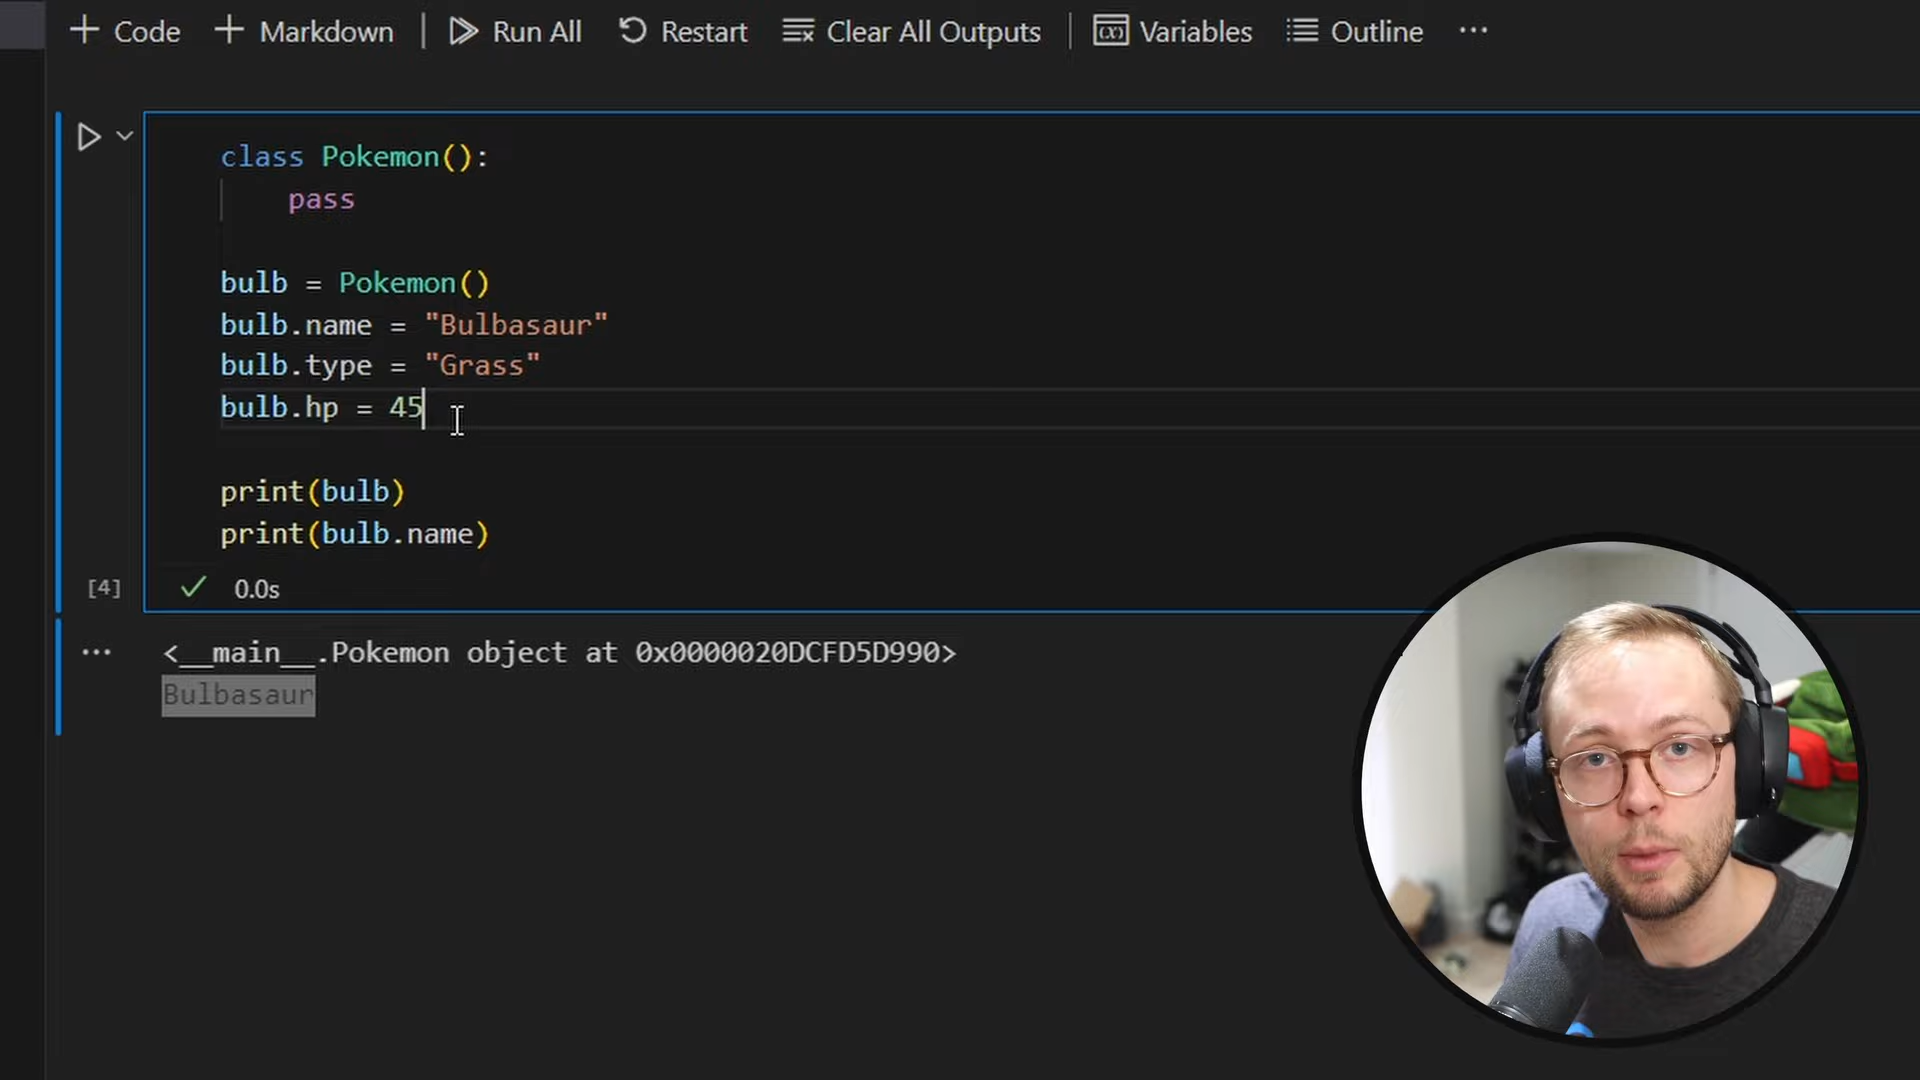 Code Markdown Run All Restart Clear All Outputs Variables Outline ...
class Pokemon():
pass
bulb = Pokemon()
bulb.name = "Bulbasaur"
bulb.type = "Grass"
bulb.hp = 45
print(bulb)
print(bulb.name)
[4] 0.0s
<__main__.Pokemon object at 0x0000020DCFD5D990>
Bulbasaur